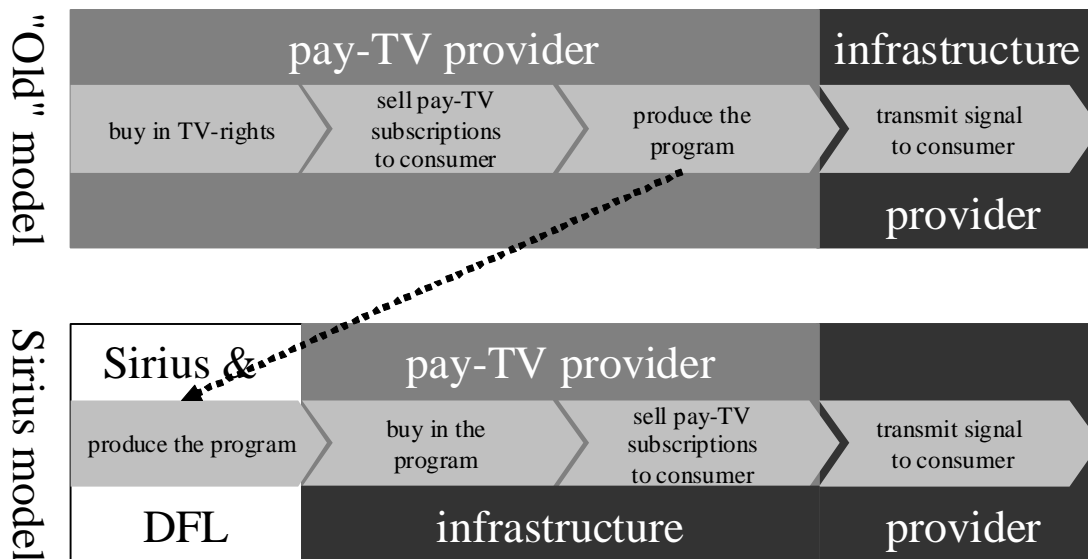 "Old" model
pay-TV provider
infrastructure
buy in TV-rights
sell pay-TV
subscriptions
to consumer
produce the
program
transmit signal
to consumer
provider
Sirius model
Sirius &
pay-TV provider
produce the program
buy in the
program
sell pay-TV
subscriptions
to consumer
transmit signal
to consumer
DFL
infrastructure
provider